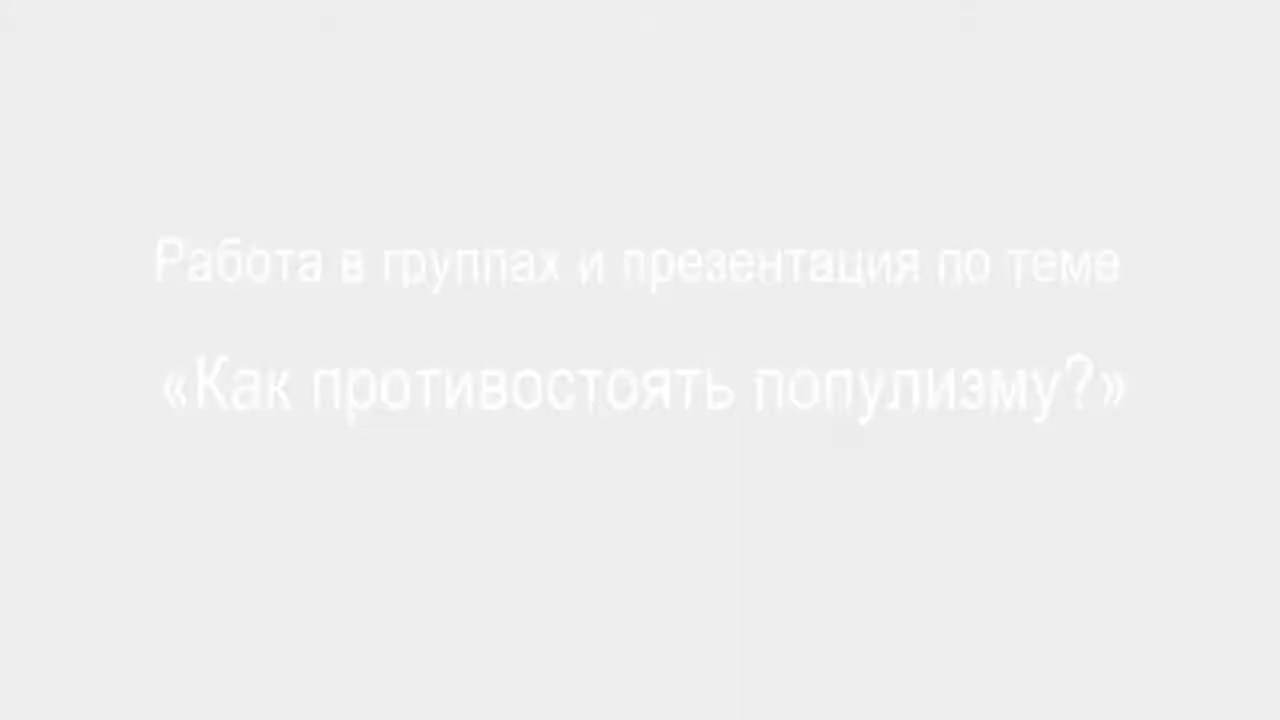 Работа в группах и презентация по теме
«Как противостоять популизму?»